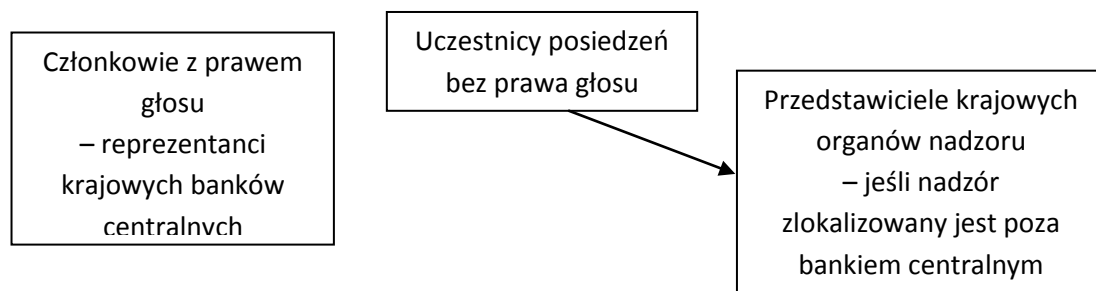 Członkowie z prawem
głosu
– reprezentanci
krajowych banków
centralnych
Uczestnicy posiedzeń
bez prawa głosu
Przedstawiciele krajowych
organów nadzoru
– jeśli nadzór
zlokalizowany jest poza
bankiem centralnym